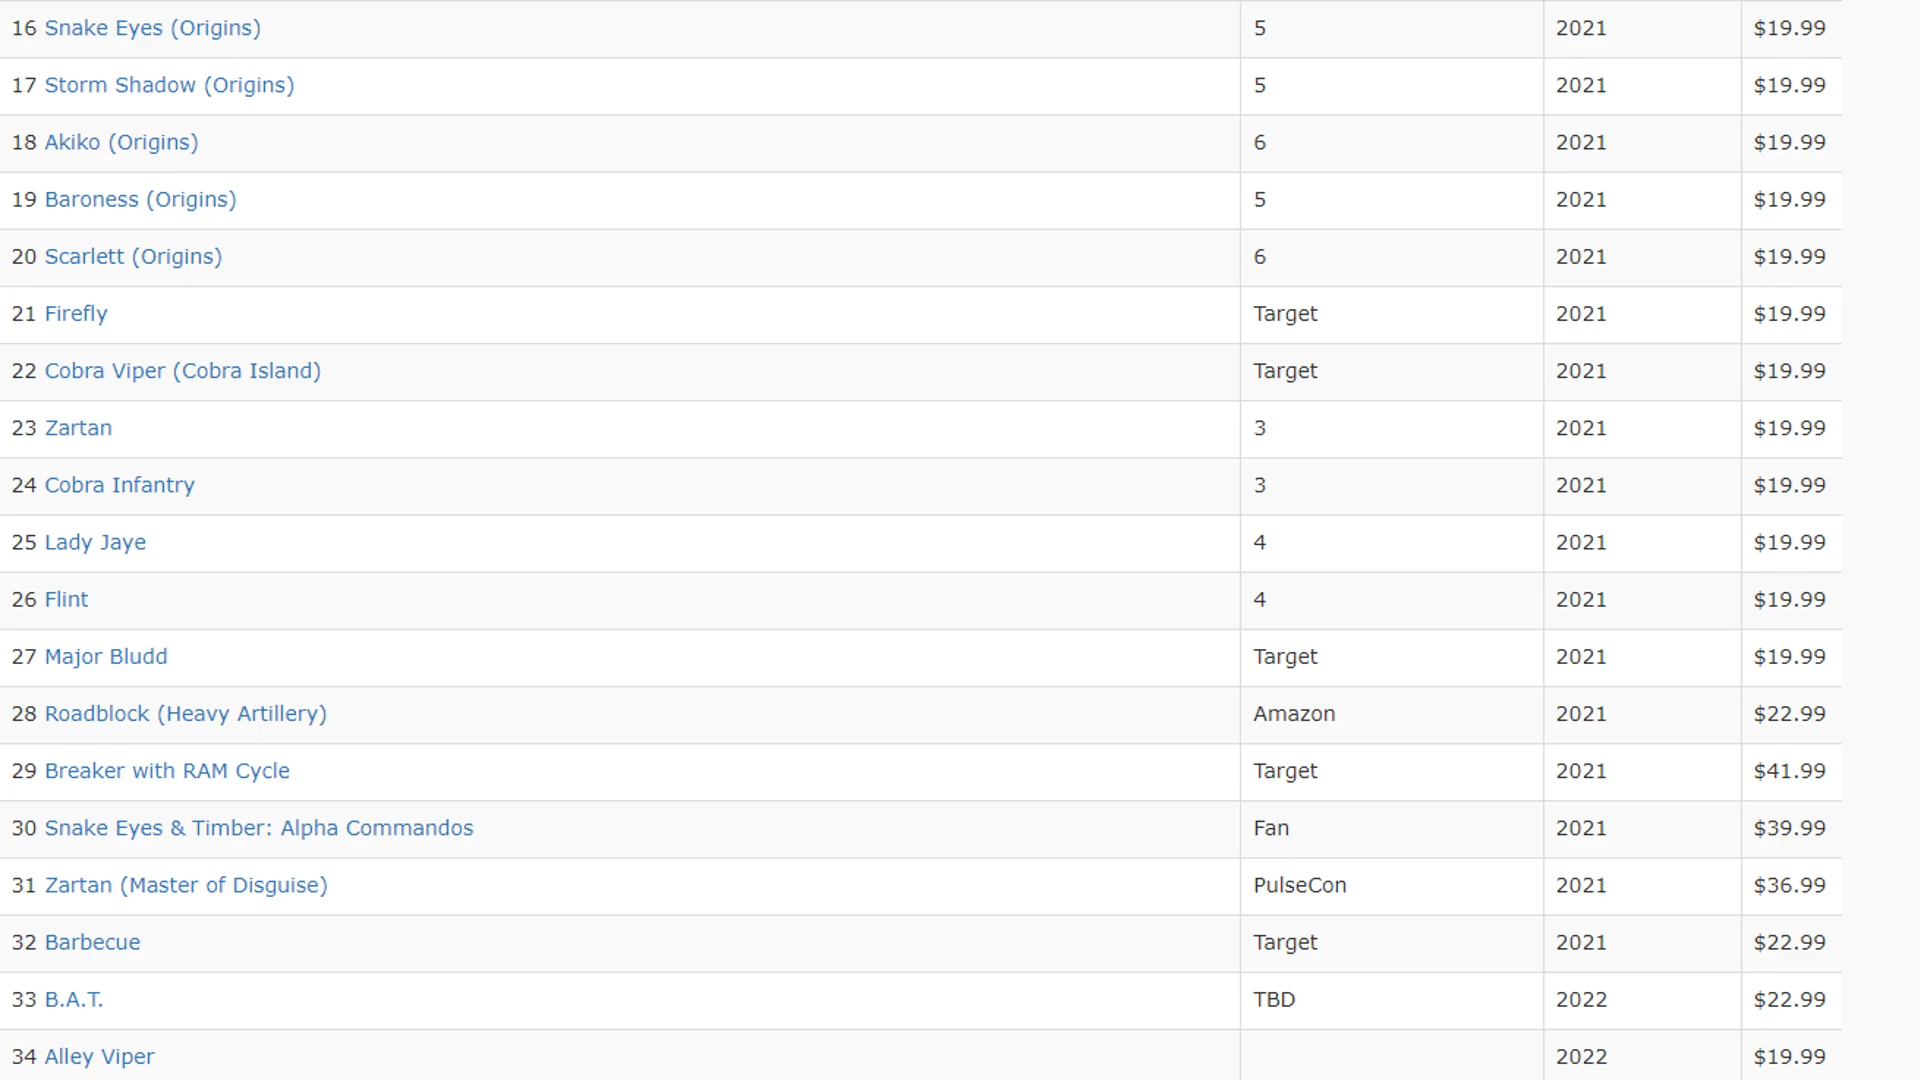 16 Snake Eyes (Origins) 5 2021 $19.99
17 Storm Shadow (Origins) 5 2021 $19.99
18 Akiko (Origins) 6 2021 $19.99
19 Baroness (Origins) 5 2021 $19.99
20 Scarlett (Origins) 6 2021 $19.99
21 Firefly Target 2021 $19.99
22 Cobra Viper (Cobra Island) Target 2021 $19.99
23 Zartan 3 2021 $19.99
24 Cobra Infantry 3 2021 $19.99
25 Lady Jaye 4 2021 $19.99
26 Flint 4 2021 $19.99
27 Major Bludd Target 2021 $19.99
28 Roadblock (Heavy Artillery) Amazon 2021 $22.99
29 Breaker with RAM Cycle Target 2021 $41.99
30 Snake Eyes & Timber: Alpha Commandos Fan 2021 $39.99
31 Zartan (Master of Disguise) PulseCon 2021 $36.99
32 Barbecue Target 2021 $22.99
33 B.A.T. TBD 2022 $22.99
34 Alley Viper 2022 $19.99